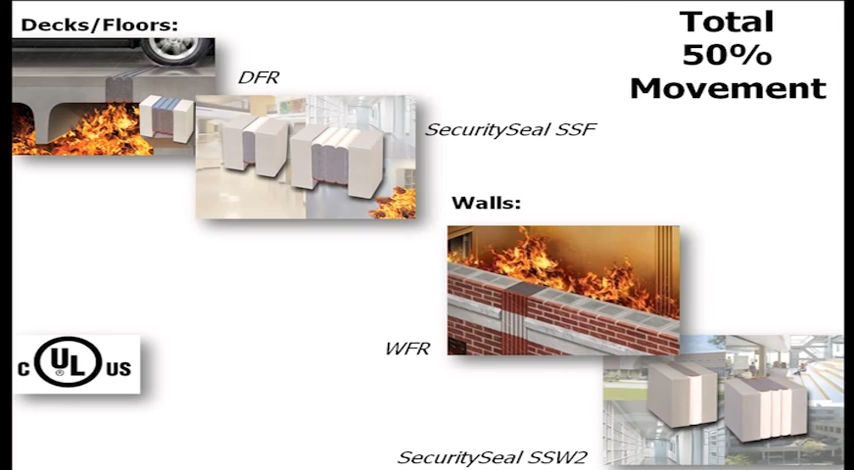 Decks/Floors:
Total
50%
Movement
DFR
SecuritySeal SSF
Walls:
WFR
C UL ® US
SecuritySeal SSW2